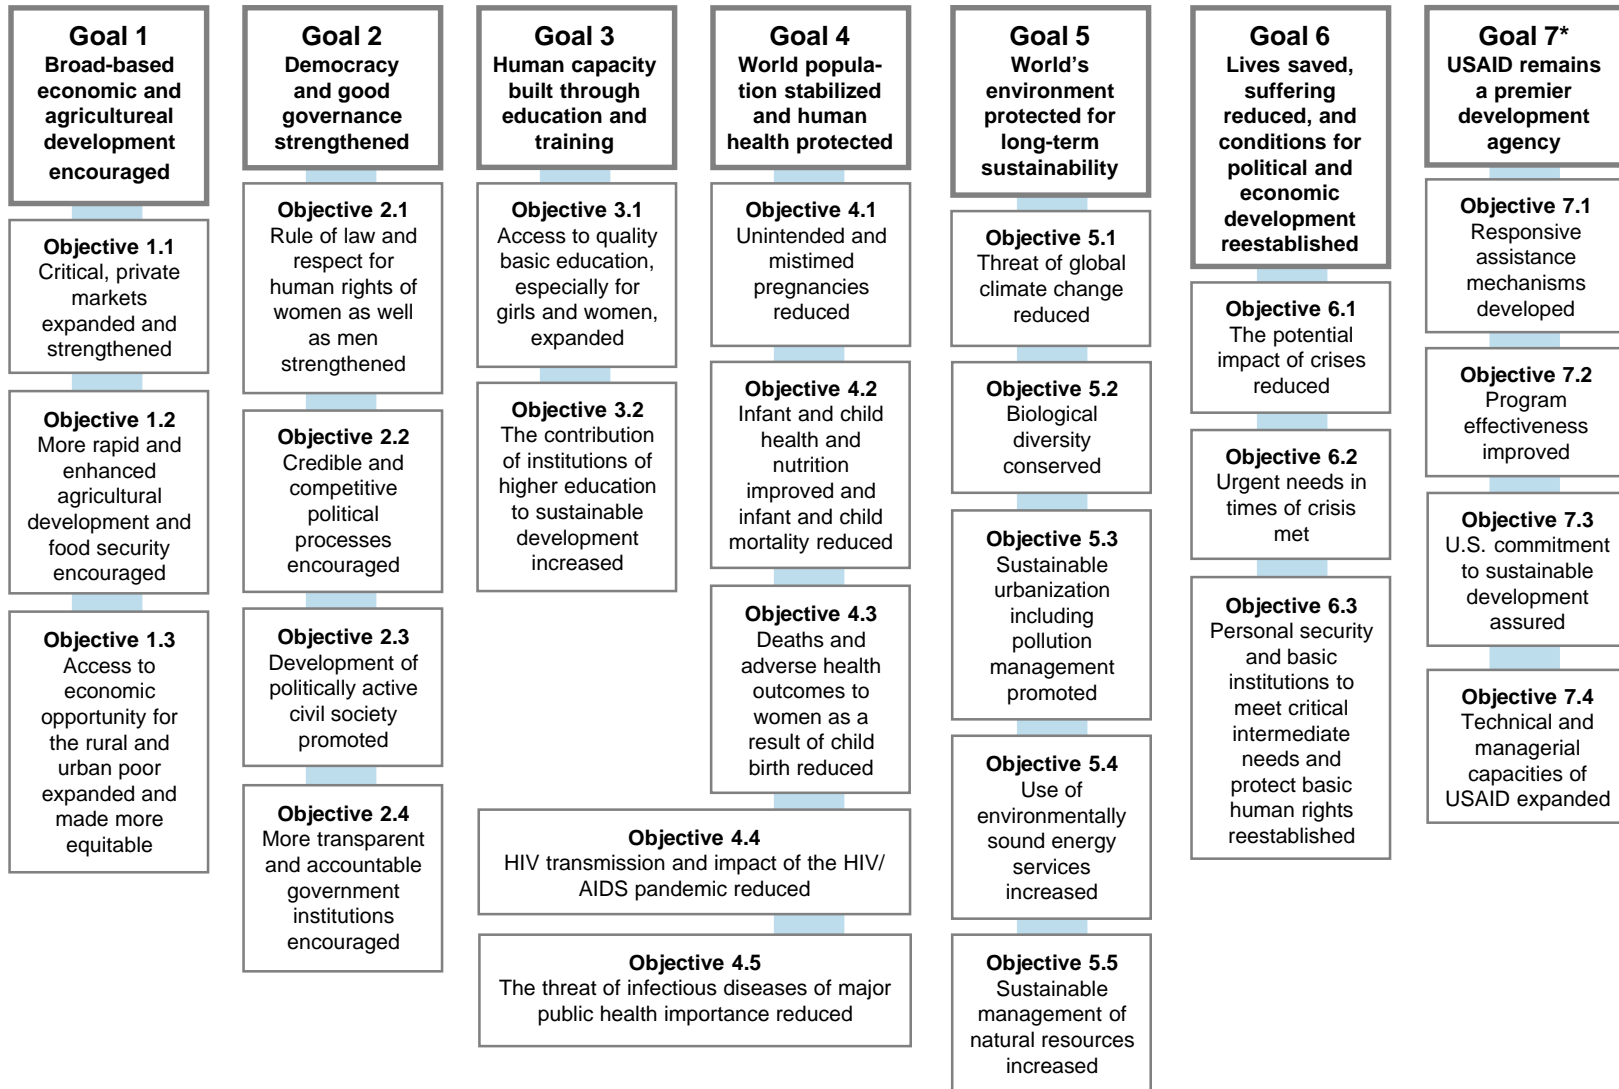 Goal 1
Broad-based
economic and
agricultureal
development
encouraged
Objective 1.1
Critical, private
markets
expanded and
strengthened
Objective 1.2
More rapid and
enhanced
agricultural
development and
food security
encouraged
Objective 1.3
Access to
economic
opportunity for
the rural and
urban poor
expanded and
made more
equitable
Goal 2
Democracy
and good
governance
strengthened
Objective 2.1
Rule of law and
respect for
human rights of
women as well
as men
strengthened
Objective 2.2
Credible and
competitive
political
processes
encouraged
Objective 2.3
Development of
politically active
civil society
promoted
Objective 2.4
More transparent
and accountable
government
institutions
encouraged
Goal 3
Human capacity
built through
education and
training
Objective 3.1
Access to quality
basic education,
especially for
girls and women,
expanded
Objective 3.2
The contribution
of institutions of
higher education
to sustainable
development
increased
Goal 4
World popula-
tion stabilized
and human
health protected
Objective 4.1
Unintended and
mistimed
pregnancies
reduced
Objective 4.2
Infant and child
health and
nutrition
improved and
infant and child
mortality reduced
Objective 4.3
Deaths and
adverse health
outcomes to
women as a
result of child
birth reduced
Objective 4.4
HIV transmission and impact of the HIV/
AIDS pandemic reduced
Objective 4.5
The threat of infectious diseases of major
public health importance reduced
Goal 5
World's
environment
protected for
long-term
sustainability
Objective 5.1
Threat of global
climate change
reduced
Objective 5.2
Biological
diversity
conserved
Objective 5.3
Sustainable
urbanization
including
pollution
management
promoted
Objective 5.4
Use of
environmentally
sound energy
services
increased
Objective 5.5
Sustainable
management of
natural resources
increased
Goal 6
Lives saved,
suffering
reduced, and
conditions for
political and
economic
development
reestablished
Objective 6.1
The potential
impact of crises
reduced
Objective 6.2
Urgent needs in
times of crisis
met
Objective 6.3
Personal security
and basic
institutions to
meet critical
intermediate
needs and
protect basic
human rights
reestablished
Goal 7*
USAID remains
a premier
development
agency
Objective 7.1
Responsive
assistance
mechanisms
developed
Objective 7.2
Program
effectiveness
improved
Objective 7.3
U.S. commitment
to sustainable
development
assured
Objective 7.4
Technical and
managerial
capacities of
USAID expanded